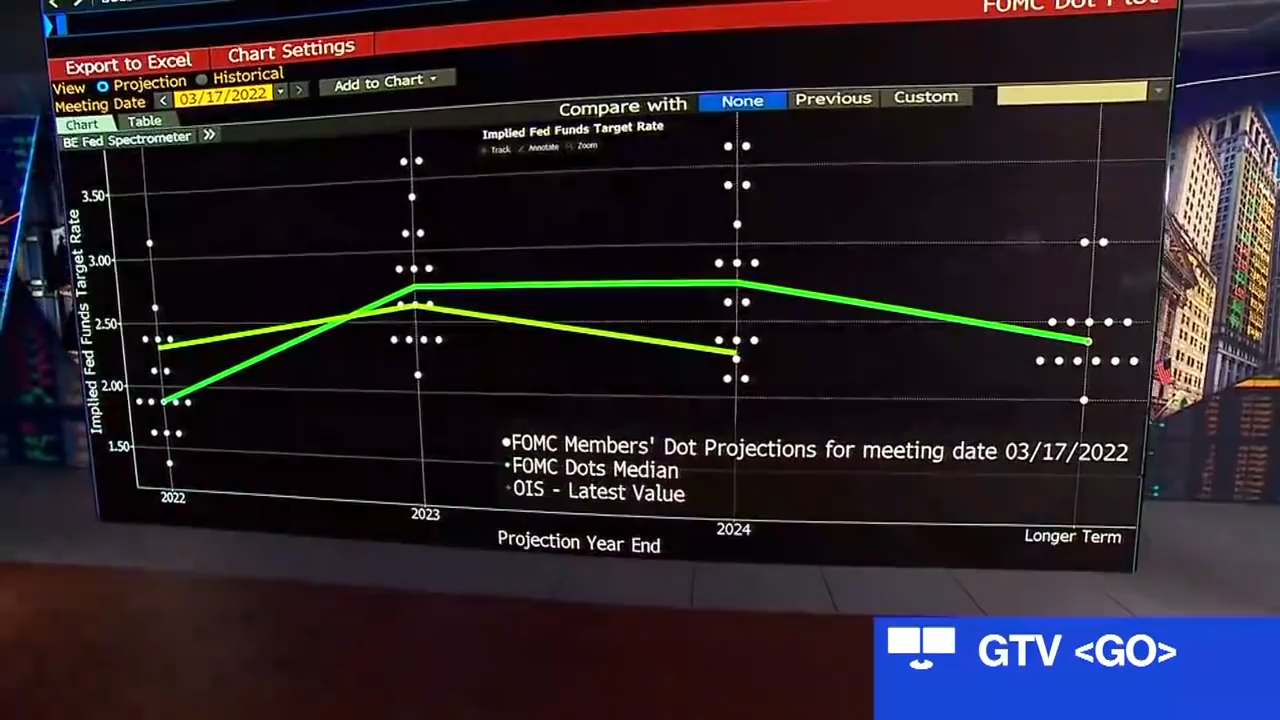 FOMC Dot Plot
Export to Excel
Chart Settings
View
Projection
Historical
Add to Chart
Meeting Date
03/17/2022
Compare with
None
Previous
Custom
Chart
Table
BE Fed Spectrometer
Implied Fed Funds Target Rate
Track
Annotate
Zoom
3.50
3.00
2.50
2.00
1.50
Implied Fed Funds Target Rate
FOMC Members' Dot Projections for meeting date 03/17/2022
FOMC Dots Median
OIS - Latest Value
2022
2023
2024
Longer Term
Projection Year End
GTV <GO>